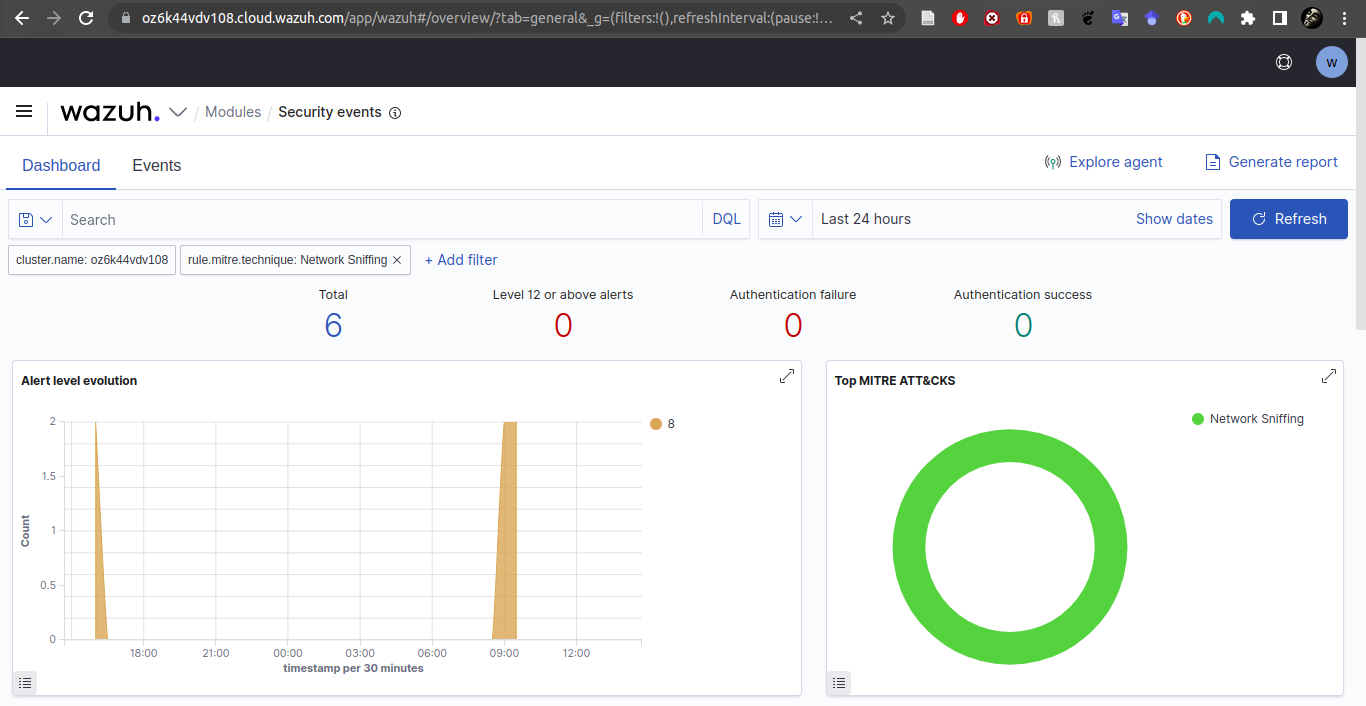 oz6k44vdv108.cloud.wazuh.com/app/wazuh#/overview/?tab=general&_g=(filters:!(),refreshInterval:(pause:!...
W
wazuh. / Modules / Security events
Dashboard Events Explore agent Generate report
Search DQL Last 24 hours Show dates Refresh
cluster.name: oz6k44vdv108 rule.mitre.technique: Network Sniffing × + Add filter
Total Level 12 or above alerts Authentication failure Authentication success
6 0 0 0
Alert level evolution
2
1.5
1
0.5
0
Count
18:00 21:00 00:00 03:00 06:00 09:00 12:00
timestamp per 30 minutes
8
Top MITRE ATT&CKS
Network Sniffing